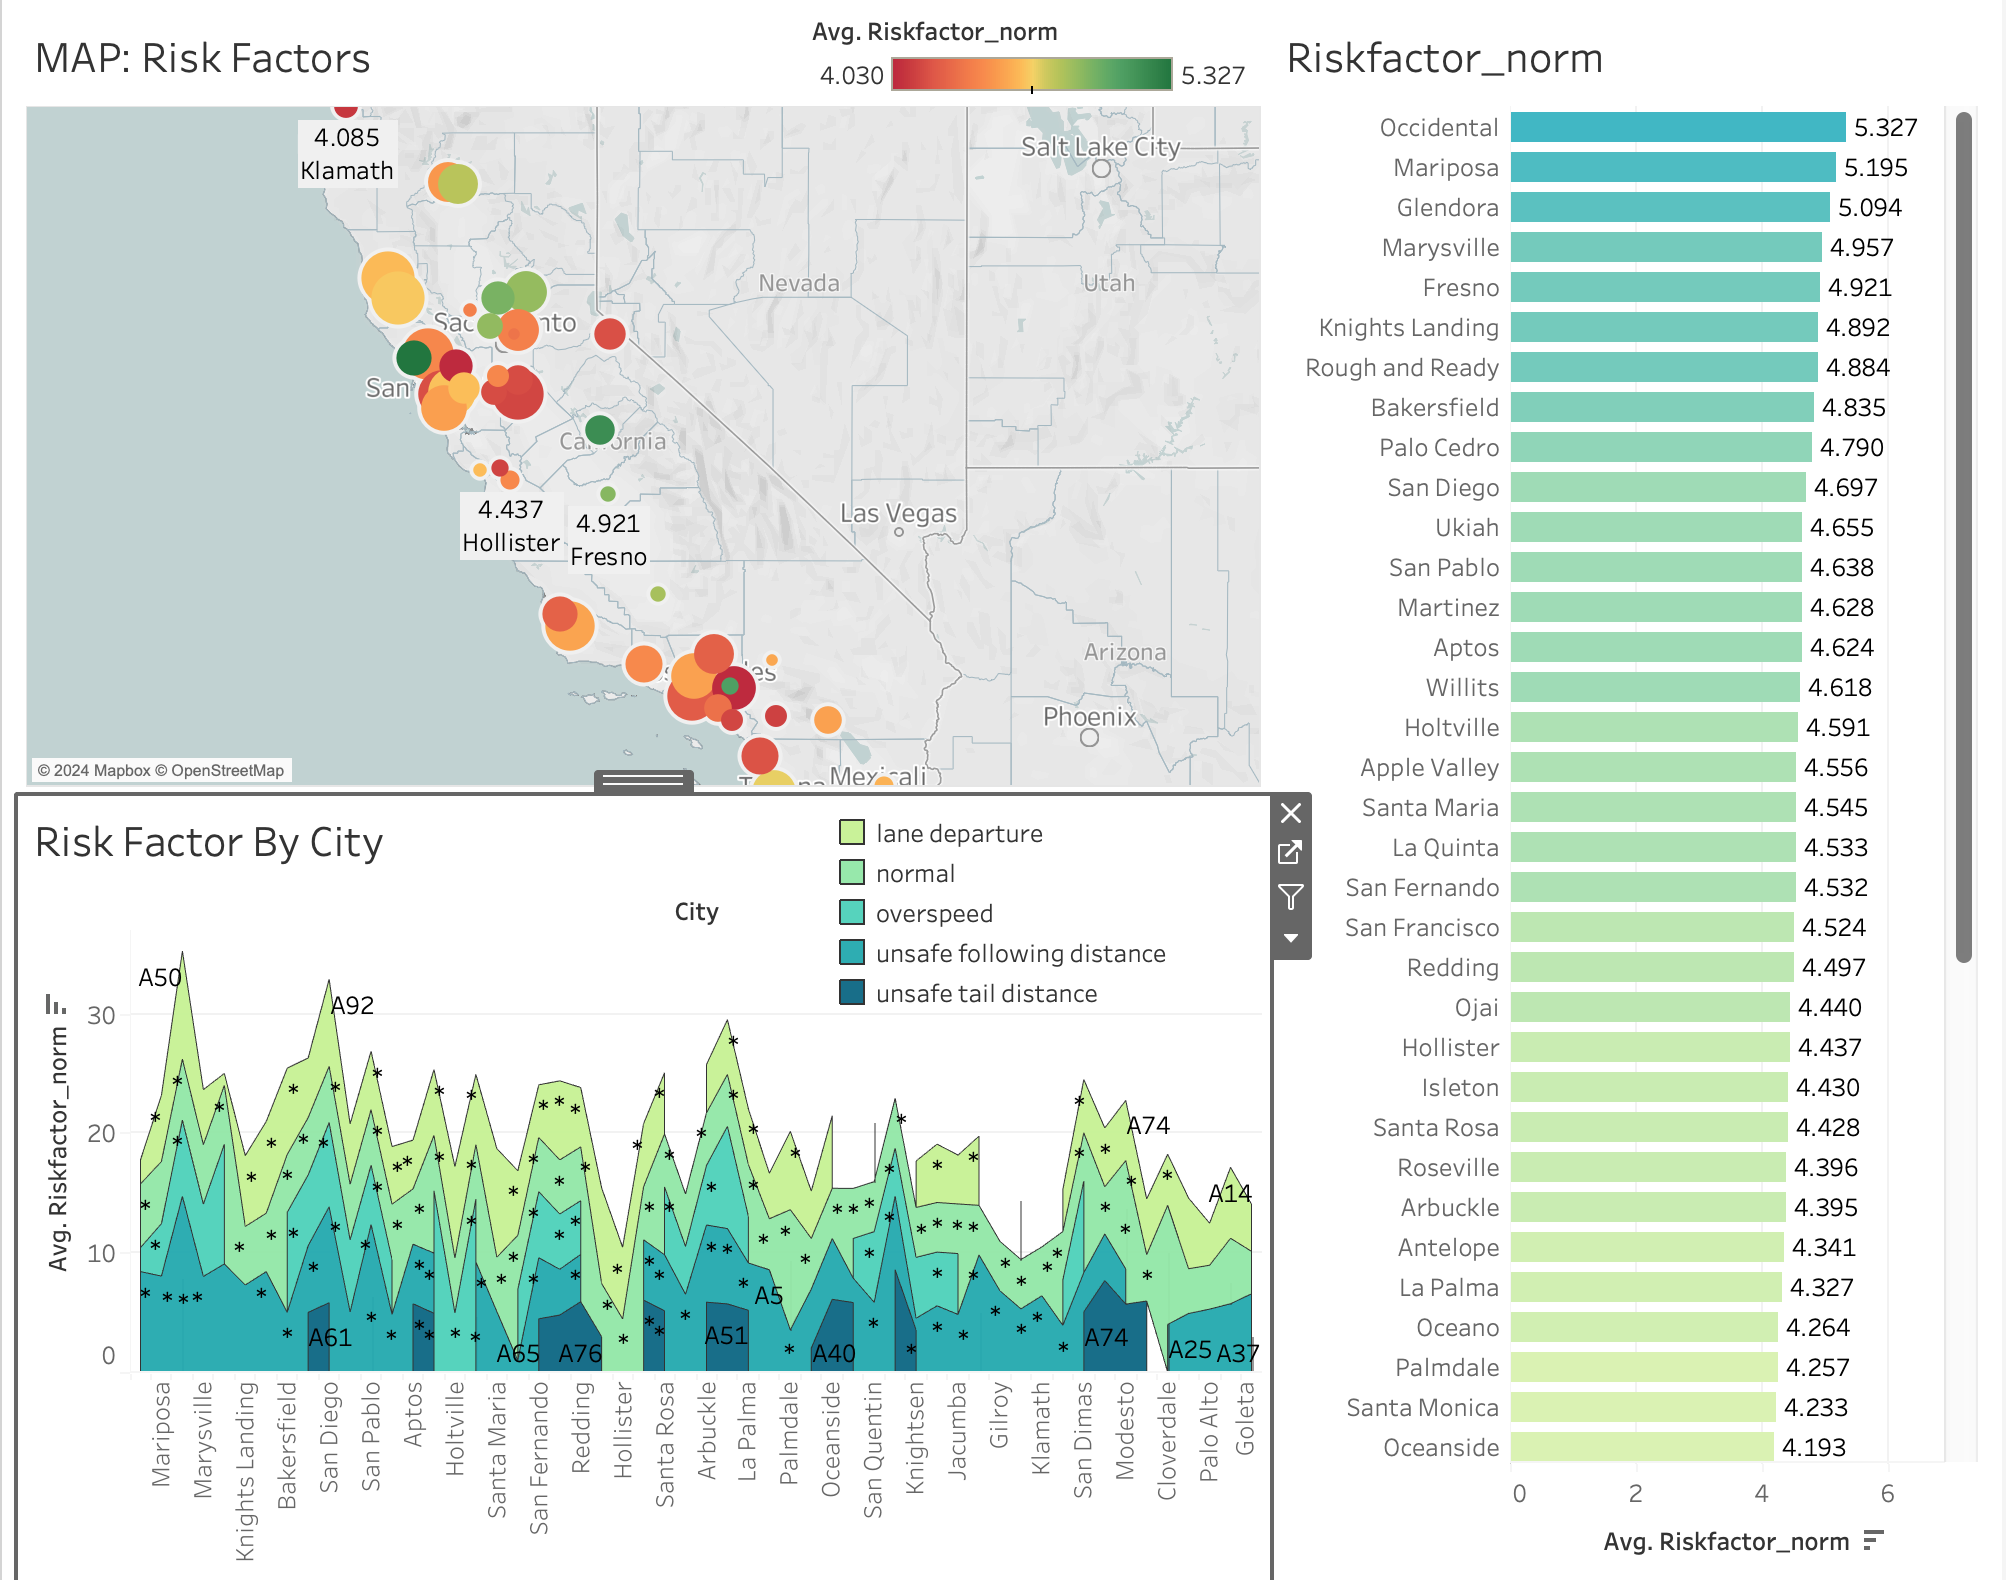 MAP: Risk Factors
Avg. Riskfactor_norm
4.030
5.327
4.085
Klamath
Salt Lake City
Nevada
Utah
San
California
4.437
Hollister
4.921
Fresno
Las Vegas
Arizona
Phoenix
Mexicali
© 2024 Mapbox © OpenStreetMap
Risk Factor By City
lane departure
normal
overspeed
unsafe following distance
unsafe tail distance
City
Avg. Riskfactor_norm
30
20
10
0
A50
A92
A74
A14
A5
A61
A65
A76
A51
A40
A74
A25
A37
Mariposa
Marysville
Knights Landing
Bakersfield
San Diego
San Pablo
Aptos
Holtville
Santa Maria
San Fernando
Redding
Hollister
Santa Rosa
Arbuckle
La Palma
Palmdale
Oceanside
San Quentin
Knightsen
Jacumba
Gilroy
Klamath
San Dimas
Modesto
Cloverdale
Palo Alto
Goleta
Riskfactor_norm
Occidental 5.327
Mariposa 5.195
Glendora 5.094
Marysville 4.957
Fresno 4.921
Knights Landing 4.892
Rough and Ready 4.884
Bakersfield 4.835
Palo Cedro 4.790
San Diego 4.697
Ukiah 4.655
San Pablo 4.638
Martinez 4.628
Aptos 4.624
Willits 4.618
Holtville 4.591
Apple Valley 4.556
Santa Maria 4.545
La Quinta 4.533
San Fernando 4.532
San Francisco 4.524
Redding 4.497
Ojai 4.440
Hollister 4.437
Isleton 4.430
Santa Rosa 4.428
Roseville 4.396
Arbuckle 4.395
Antelope 4.341
La Palma 4.327
Oceano 4.264
Palmdale 4.257
Santa Monica 4.233
Oceanside 4.193
0 2 4 6
Avg. Riskfactor_norm